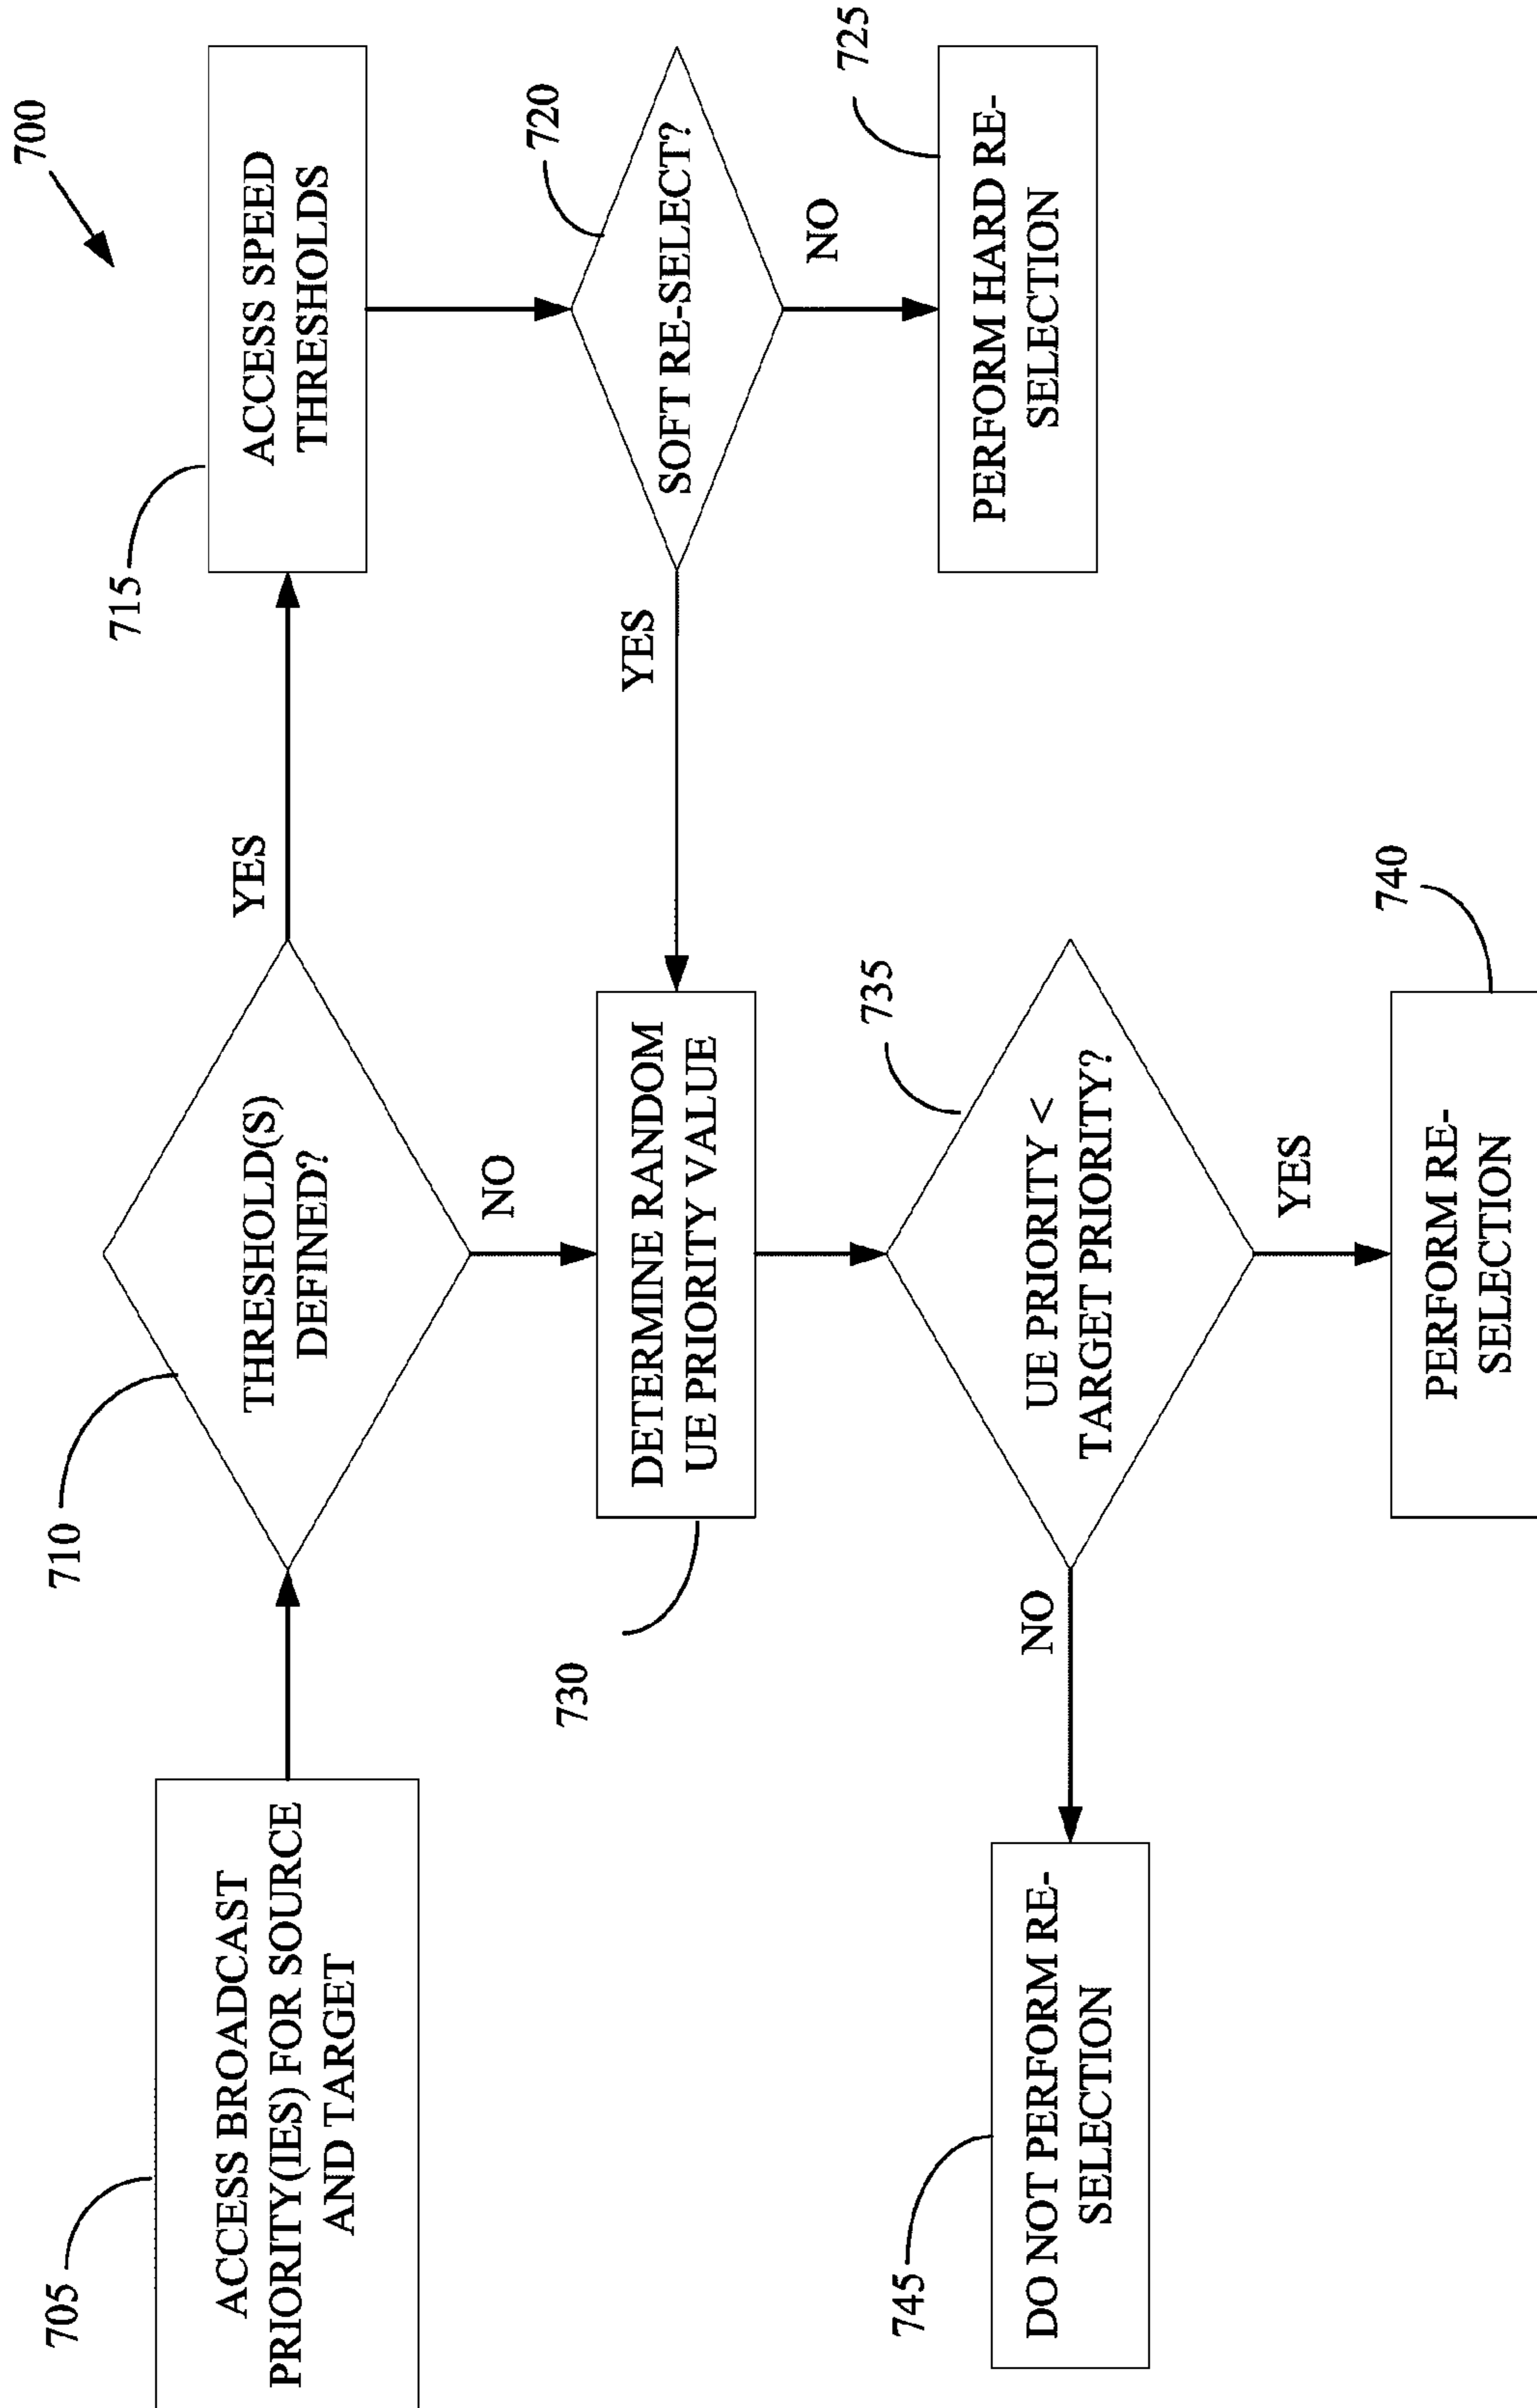 700
705
ACCESS BROADCAST
PRIORITY(IES) FOR SOURCE
AND TARGET
710
THRESHOLD(S)
DEFINED?
YES
715
ACCESS SPEED
THRESHOLDS
NO
720
SOFT RE-SELECT?
YES
NO
725
PERFORM HARD RE-
SELECTION
730
DETERMINE RANDOM
UE PRIORITY VALUE
735
UE PRIORITY <
TARGET PRIORITY?
NO
YES
745
DO NOT PERFORM RE-
SELECTION
740
PERFORM RE-
SELECTION